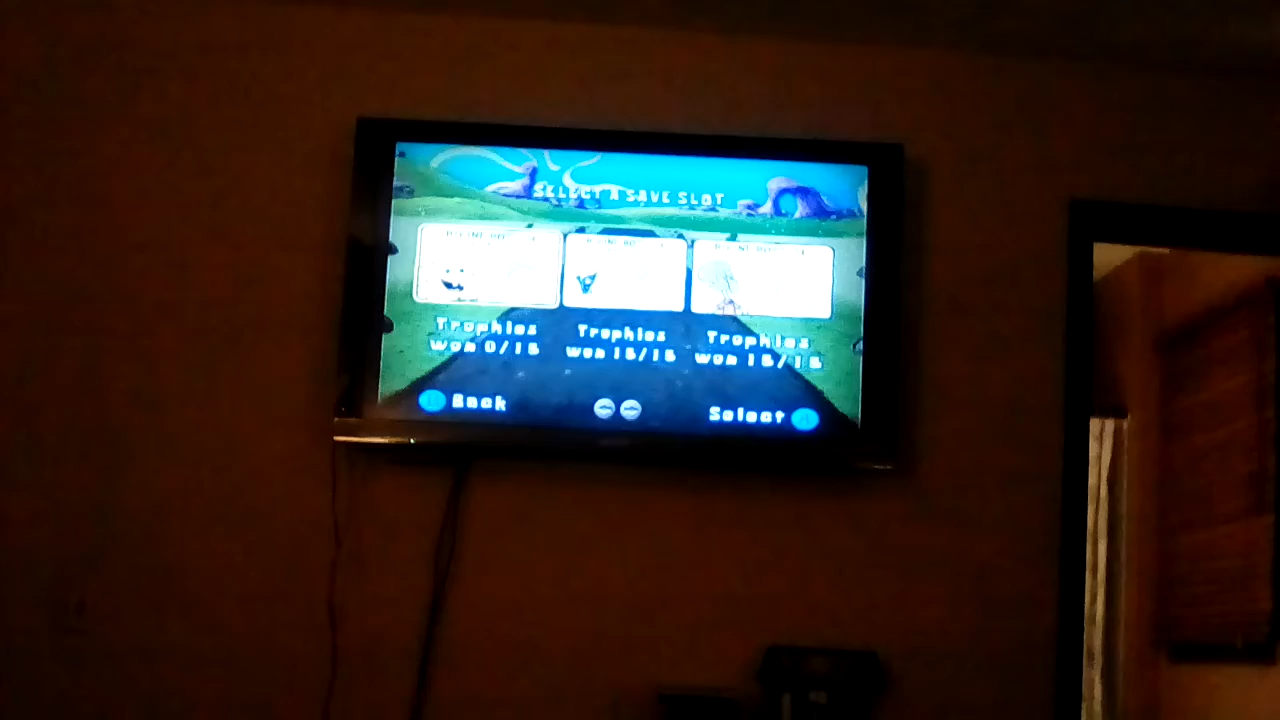 SELECT A SAVE SLOT
Trophies
Won 0/15
Trophies
Won 15/15
Trophies
Won 15/15
Back
Select